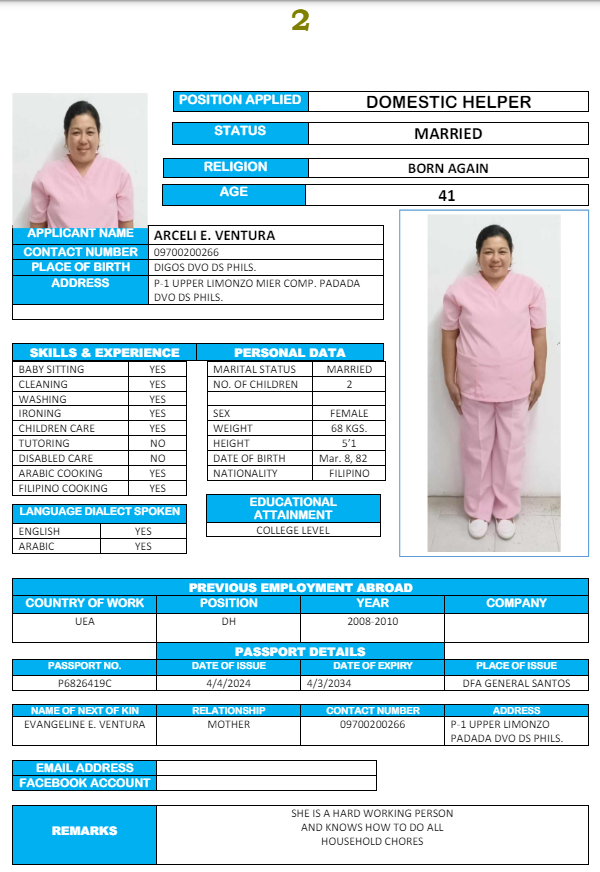 2
POSITION APPLIED DOMESTIC HELPER
STATUS MARRIED
RELIGION BORN AGAIN
AGE 41
APPLICANT NAME ARCELI E. VENTURA
CONTACT NUMBER 09700200266
PLACE OF BIRTH DIGOS DVO DS PHILS.
ADDRESS P-1 UPPER LIMONZO MIER COMP. PADADA
DVO DS PHILS.
SKILLS & EXPERIENCE
BABY SITTING YES
CLEANING YES
WASHING YES
IRONING YES
CHILDREN CARE YES
TUTORING NO
DISABLED CARE NO
ARABIC COOKING YES
FILIPINO COOKING YES
LANGUAGE DIALECT SPOKEN
ENGLISH YES
ARABIC YES
PERSONAL DATA
MARITAL STATUS MARRIED
NO. OF CHILDREN 2
SEX FEMALE
WEIGHT 68 KGS.
HEIGHT 5'1
DATE OF BIRTH Mar. 8, 82
NATIONALITY FILIPINO
EDUCATIONAL
ATTAINMENT
COLLEGE LEVEL
PREVIOUS EMPLOYMENT ABROAD
COUNTRY OF WORK POSITION YEAR COMPANY
UEA DH 2008-2010
PASSPORT DETAILS
PASSPORT NO. DATE OF ISSUE DATE OF EXPIRY PLACE OF ISSUE
P6826419C 4/4/2024 4/3/2034 DFA GENERAL SANTOS
NAME OF NEXT OF KIN RELATIONSHIP CONTACT NUMBER ADDRESS
EVANGELINE E. VENTURA MOTHER 09700200266 P-1 UPPER LIMONZO
PADADA DVO DS PHILS.
EMAIL ADDRESS
FACEBOOK ACCOUNT
REMARKS
SHE IS A HARD WORKING PERSON
AND KNOWS HOW TO DO ALL
HOUSEHOLD CHORES